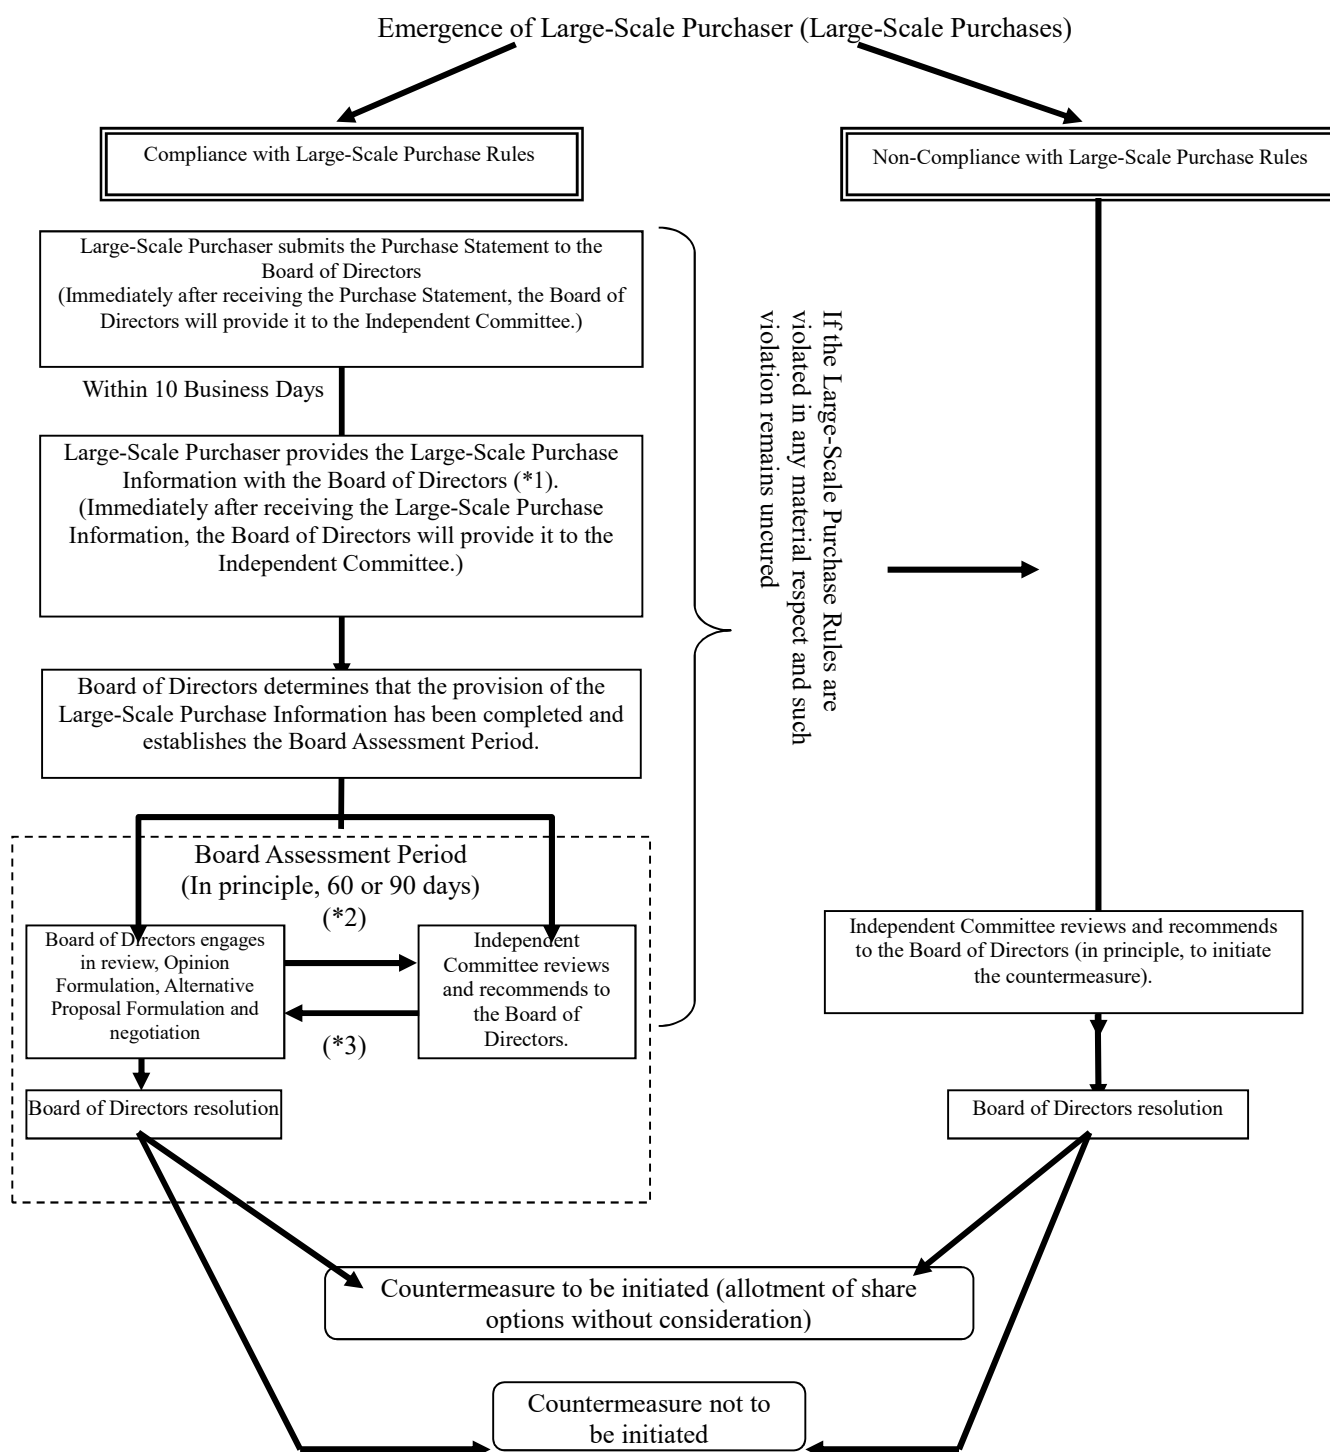 Emergence of Large-Scale Purchaser (Large-Scale Purchases)
Compliance with Large-Scale Purchase Rules
Non-Compliance with Large-Scale Purchase Rules
Large-Scale Purchaser submits the Purchase Statement to the
Board of Directors
(Immediately after receiving the Purchase Statement, the Board of
Directors will provide it to the Independent Committee.)
Within 10 Business Days
Large-Scale Purchaser provides the Large-Scale Purchase
Information with the Board of Directors (*1).
(Immediately after receiving the Large-Scale Purchase
Information, the Board of Directors will provide it to the
Independent Committee.)
If the Large-Scale Purchase Rules are
violated in any material respect and such
violation remains uncured
Board of Directors determines that the provision of the
Large-Scale Purchase Information has been completed and
establishes the Board Assessment Period.
Board Assessment Period
(In principle, 60 or 90 days)
(*2)
Board of Directors engages
in review, Opinion
Formulation, Alternative
Proposal Formulation and
negotiation
Independent
Committee reviews
and recommends to
the Board of
Directors.
(*3)
Independent Committee reviews and recommends
to the Board of Directors (in principle, to initiate
the countermeasure).
Board of Directors resolution
Board of Directors resolution
Countermeasure to be initiated (allotment of share
options without consideration)
Countermeasure not to
be initiated